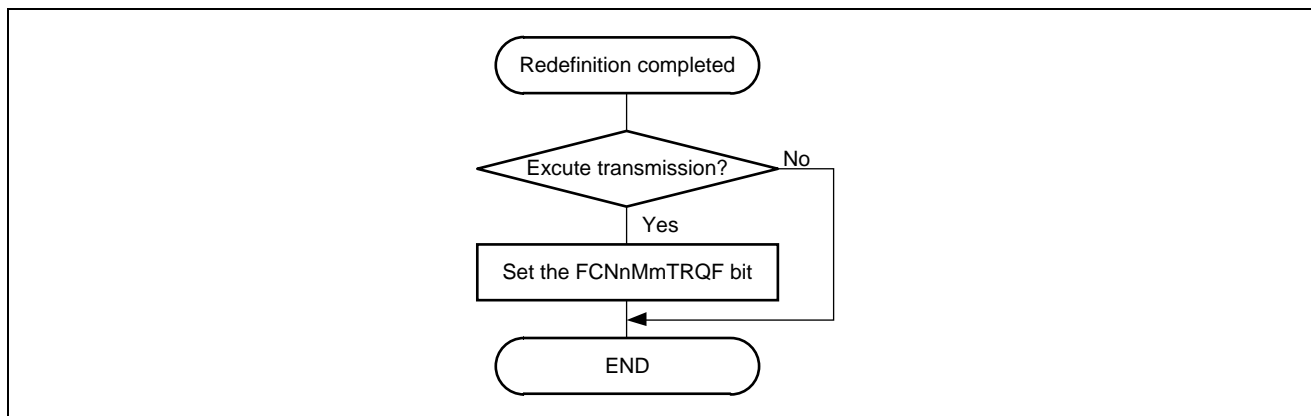 Redefinition completed
Excute transmission?
No
Yes
Set the FCNnMmTRQF bit
END